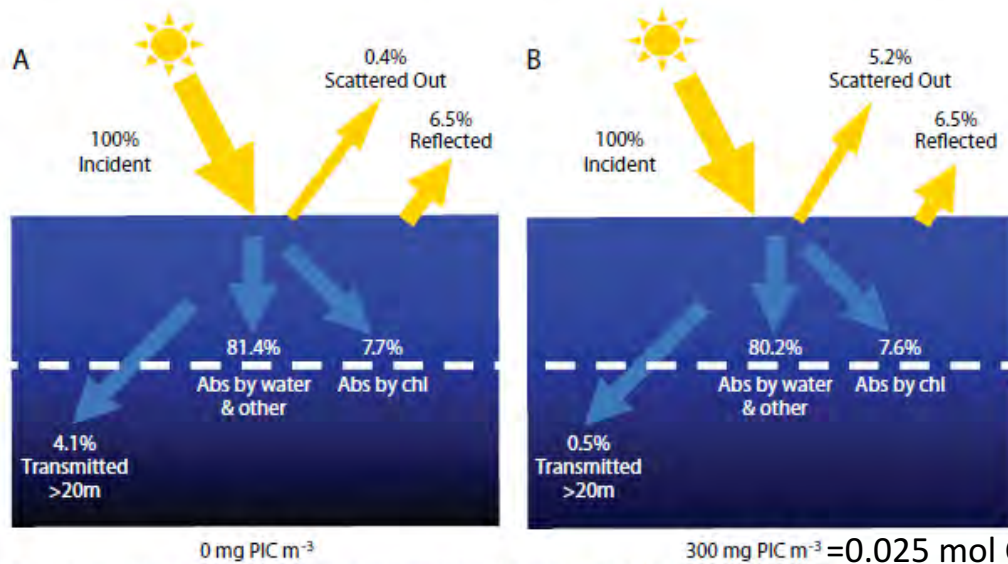 A
0.4%
Scattered Out
6.5%
Reflected
100%
Incident
81.4%
Abs by water
& other
7.7%
Abs by chl
4.1%
Transmitted
>20m
0 mg PIC m⁻³
B
5.2%
Scattered Out
6.5%
Reflected
100%
Incident
80.2%
Abs by water
& other
7.6%
Abs by chl
0.5%
Transmitted
>20m
300 mg PIC m⁻³ =0.025 mol